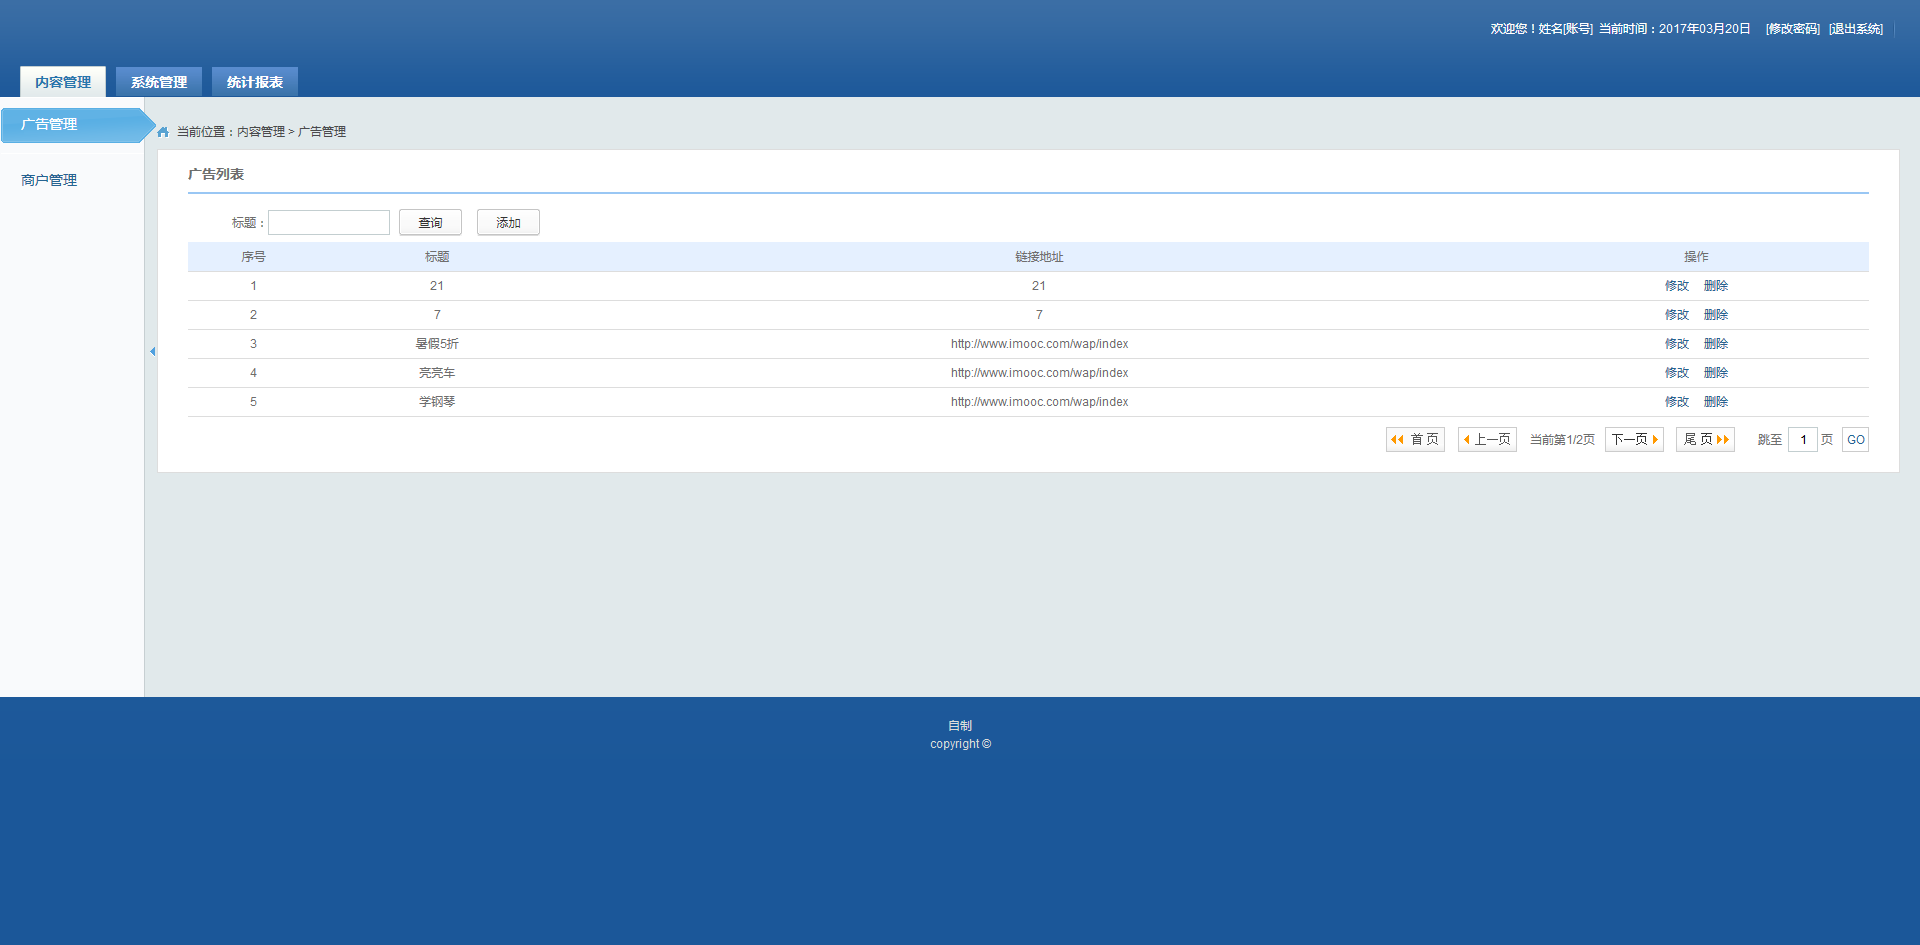 欢迎您！姓名[账号] 当前时间：2017年03月20日 [修改密码] [退出系统]
内容管理 系统管理 统计报表
广告管理
商户管理
当前位置：内容管理 > 广告管理
广告列表
标题： 查询 添加
序号 标题 链接地址 操作
1 21 21 修改 删除
2 7 7 修改 删除
3 暑假5折 http://www.imooc.com/wap/index 修改 删除
4 亮亮车 http://www.imooc.com/wap/index 修改 删除
5 学钢琴 http://www.imooc.com/wap/index 修改 删除
首 页 上一页 当前第1/2页 下一页 尾 页 跳至 1 页 GO
自制
copyright ©